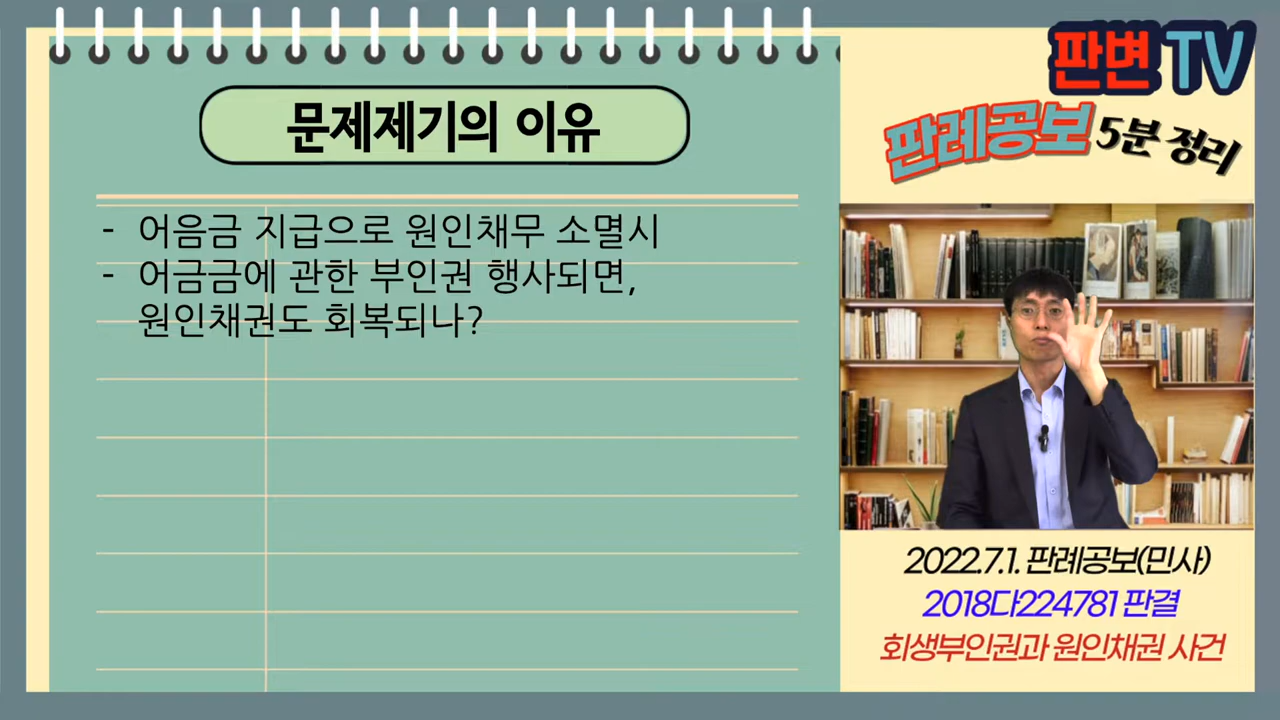 문제제기의 이유
- 어음금 지급으로 원인채무 소멸시
- 어금금에 관한 부인권 행사되면,
원인채권도 회복되나?
판변 TV
판례공보 5분 정리
2022.7.1. 판례공보(민사)
2018다224781 판결
회생부인권과 원인채권 사건